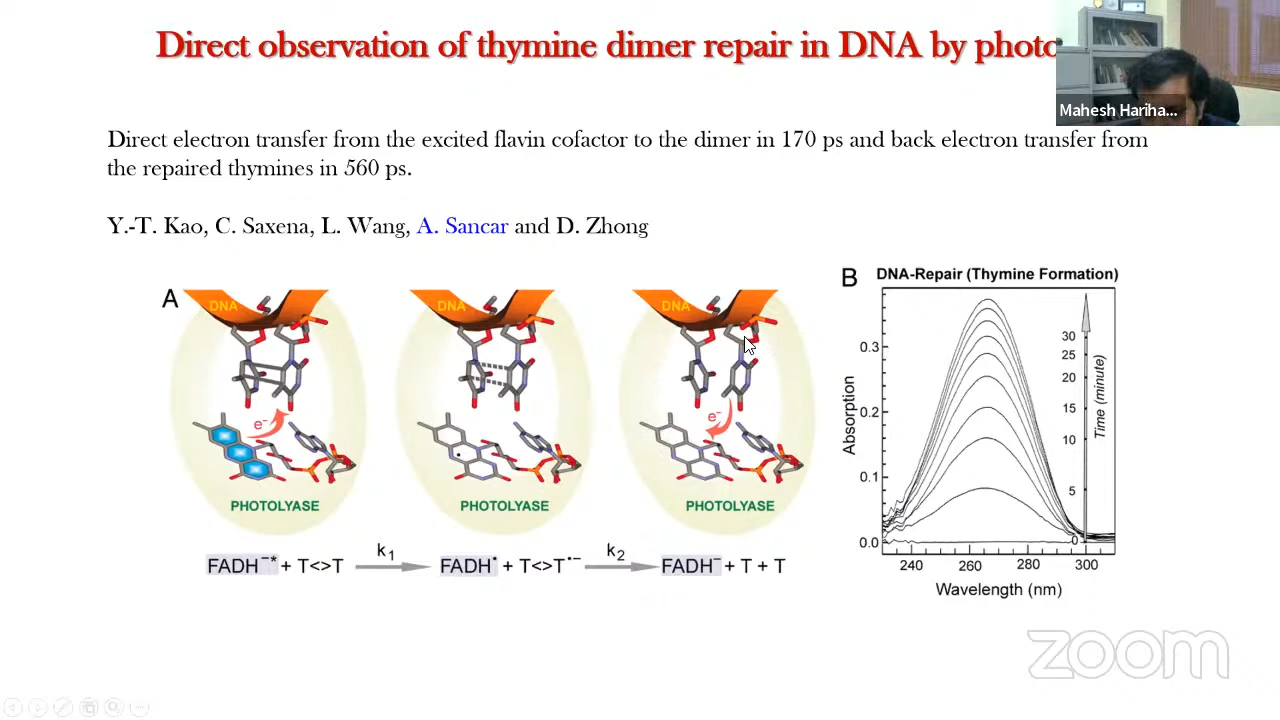 Direct observation of thymine dimer repair in DNA by photo
Mahesh Hariha...
Direct electron transfer from the excited flavin cofactor to the dimer in 170 ps and back electron transfer from
the repaired thymines in 560 ps.
Y.-T. Kao, C. Saxena, L. Wang, A. Sancar and D. Zhong
A
DNA
DNA
DNA
e⁻
e⁻
PHOTOLYASE
PHOTOLYASE
PHOTOLYASE
FADH⁻* + T<>T k₁ FADH• + T<>T•⁻ k₂ FADH⁻ + T + T
B
DNA-Repair (Thymine Formation)
Absorption
0.3
0.2
0.1
0.0
30
25
20
15
10
5
0
Time (minute)
240 260 280 300
Wavelength (nm)
zoom